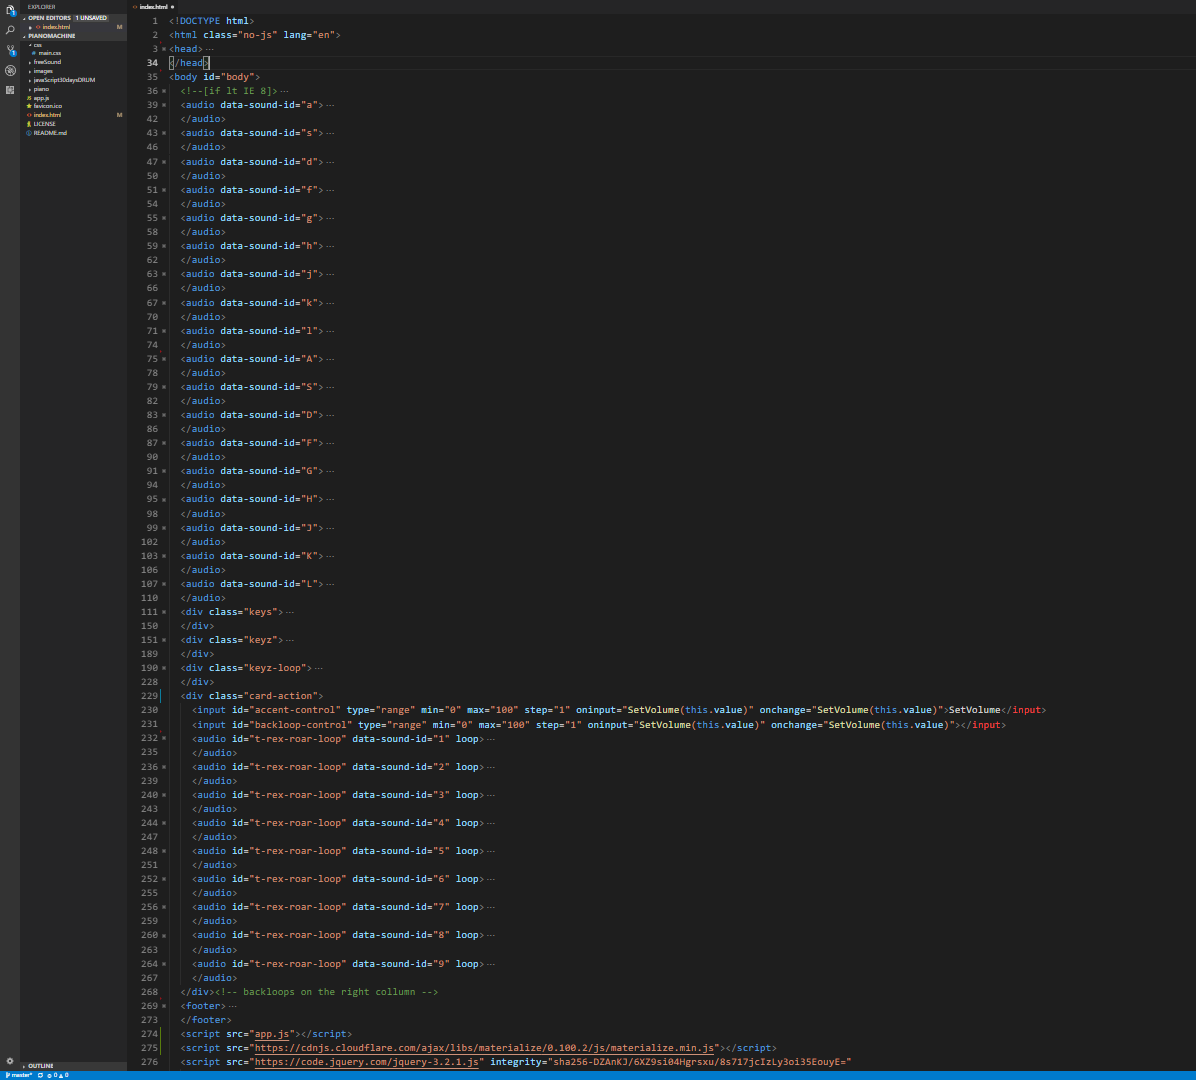 EXPLORER
OPEN EDITORS 1 UNSAVED
index.html M
PIANOMACHINE
css
main.css
freeSound
images
javaScript30daysDRUM
piano
app.js
favicon.ico
index.html M
LICENSE
README.md
OUTLINE
master*
0 0
index.html
1 <!DOCTYPE html>
2 <html class="no-js" lang="en">
3 <head>
34 </head>
35 <body id="body">
36 <!--[if lt IE 8]>
39 <audio data-sound-id="a">
42 </audio>
43 <audio data-sound-id="s">
46 </audio>
47 <audio data-sound-id="d">
50 </audio>
51 <audio data-sound-id="f">
54 </audio>
55 <audio data-sound-id="g">
58 </audio>
59 <audio data-sound-id="h">
62 </audio>
63 <audio data-sound-id="j">
66 </audio>
67 <audio data-sound-id="k">
70 </audio>
71 <audio data-sound-id="l">
74 </audio>
75 <audio data-sound-id="A">
78 </audio>
79 <audio data-sound-id="S">
82 </audio>
83 <audio data-sound-id="D">
86 </audio>
87 <audio data-sound-id="F">
90 </audio>
91 <audio data-sound-id="G">
94 </audio>
95 <audio data-sound-id="H">
98 </audio>
99 <audio data-sound-id="J">
102 </audio>
103 <audio data-sound-id="K">
106 </audio>
107 <audio data-sound-id="L">
110 </audio>
111 <div class="keys">
150 </div>
151 <div class="keyz">
189 </div>
190 <div class="keyz-loop">
228 </div>
229 <div class="card-action">
230 <input id="accent-control" type="range" min="0" max="100" step="1" oninput="SetVolume(this.value)" onchange="SetVolume(this.value)">SetVolume</input>
231 <input id="backloop-control" type="range" min="0" max="100" step="1" oninput="SetVolume(this.value)" onchange="SetVolume(this.value)"></input>
232 <audio id="t-rex-roar-loop" data-sound-id="1" loop>
235 </audio>
236 <audio id="t-rex-roar-loop" data-sound-id="2" loop>
239 </audio>
240 <audio id="t-rex-roar-loop" data-sound-id="3" loop>
243 </audio>
244 <audio id="t-rex-roar-loop" data-sound-id="4" loop>
247 </audio>
248 <audio id="t-rex-roar-loop" data-sound-id="5" loop>
251 </audio>
252 <audio id="t-rex-roar-loop" data-sound-id="6" loop>
255 </audio>
256 <audio id="t-rex-roar-loop" data-sound-id="7" loop>
259 </audio>
260 <audio id="t-rex-roar-loop" data-sound-id="8" loop>
263 </audio>
264 <audio id="t-rex-roar-loop" data-sound-id="9" loop>
267 </audio>
268 </div><!-- backloops on the right collumn -->
269 <footer>
273 </footer>
274 <script src="app.js"></script>
275 <script src="https://cdnjs.cloudflare.com/ajax/libs/materialize/0.100.2/js/materialize.min.js"></script>
276 <script src="https://code.jquery.com/jquery-3.2.1.js" integrity="sha256-DZAnKJ/6XZ9si04Hgrsxu/8s717jcIzLy3oi35EouyE="